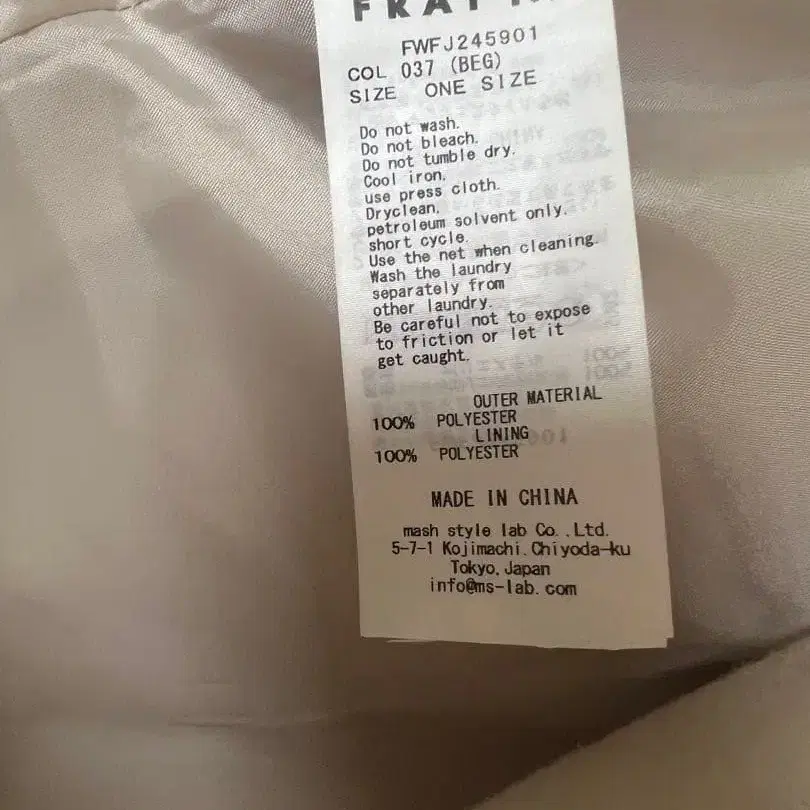 FWFJ245901
COL 037 (BEG)
SIZE ONE SIZE
Do not wash.
Do not bleach.
Do not tumble dry.
Cool iron.
use press cloth.
Dryclean.
petroleum solvent only.
short cycle.
Use the net when cleaning.
Wash the laundry
separately from
other laundry.
Be careful not to expose
to friction or let it
get caught.
OUTER MATERIAL
100% POLYESTER
LINING
100% POLYESTER
MADE IN CHINA
mash style lab Co.,Ltd.
5-7-1 Kojimachi.Chiyoda-ku
Tokyo,Japan
info@ms-lab.com